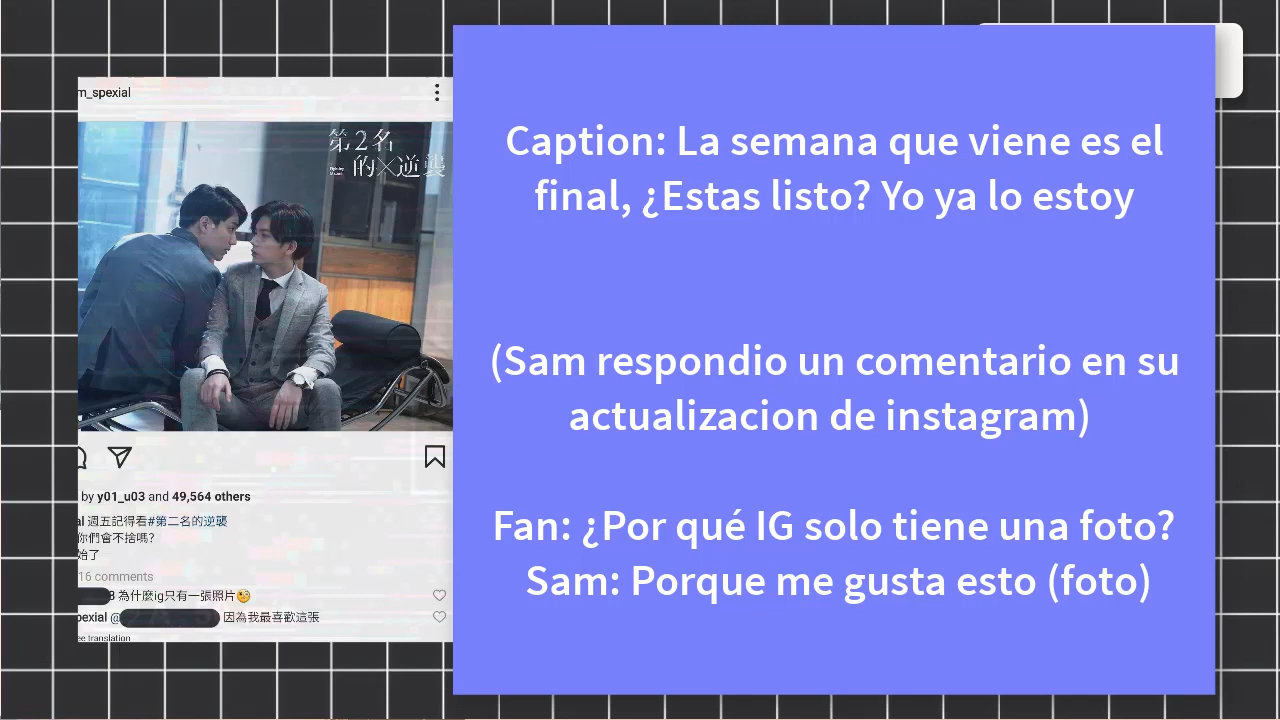 m_spexial
第2名
的╳逆襲
by y01_u03 and 49,564 others
al 週五記得看#第二名的逆襲
你們會不捨嗎?
始了
16 comments
3 為什麼ig只有一張照片🧐
pexial @ 因為我最喜歡這張
ee translation
Caption: La semana que viene es el
final, ¿Estas listo? Yo ya lo estoy
(Sam respondio un comentario en su
actualizacion de instagram)
Fan: ¿Por qué IG solo tiene una foto?
Sam: Porque me gusta esto (foto)